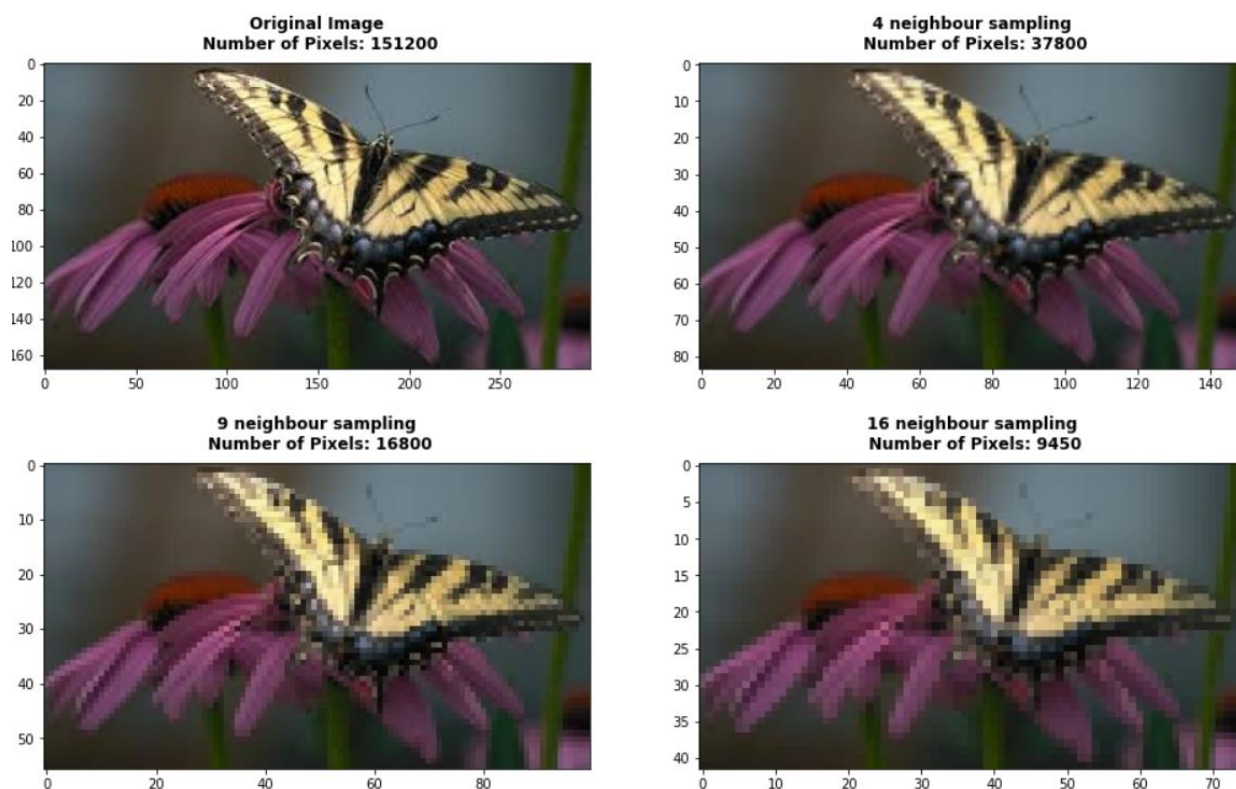 Original Image
Number of Pixels: 151200
0
20
40
60
80
100
120
140
160
0 50 100 150 200 250
4 neighbour sampling
Number of Pixels: 37800
0
10
20
30
40
50
60
70
80
0 20 40 60 80 100 120 140
9 neighbour sampling
Number of Pixels: 16800
0
10
20
30
40
50
0 20 40 60 80
16 neighbour sampling
Number of Pixels: 9450
0
5
10
15
20
25
30
35
40
0 10 20 30 40 50 60 70